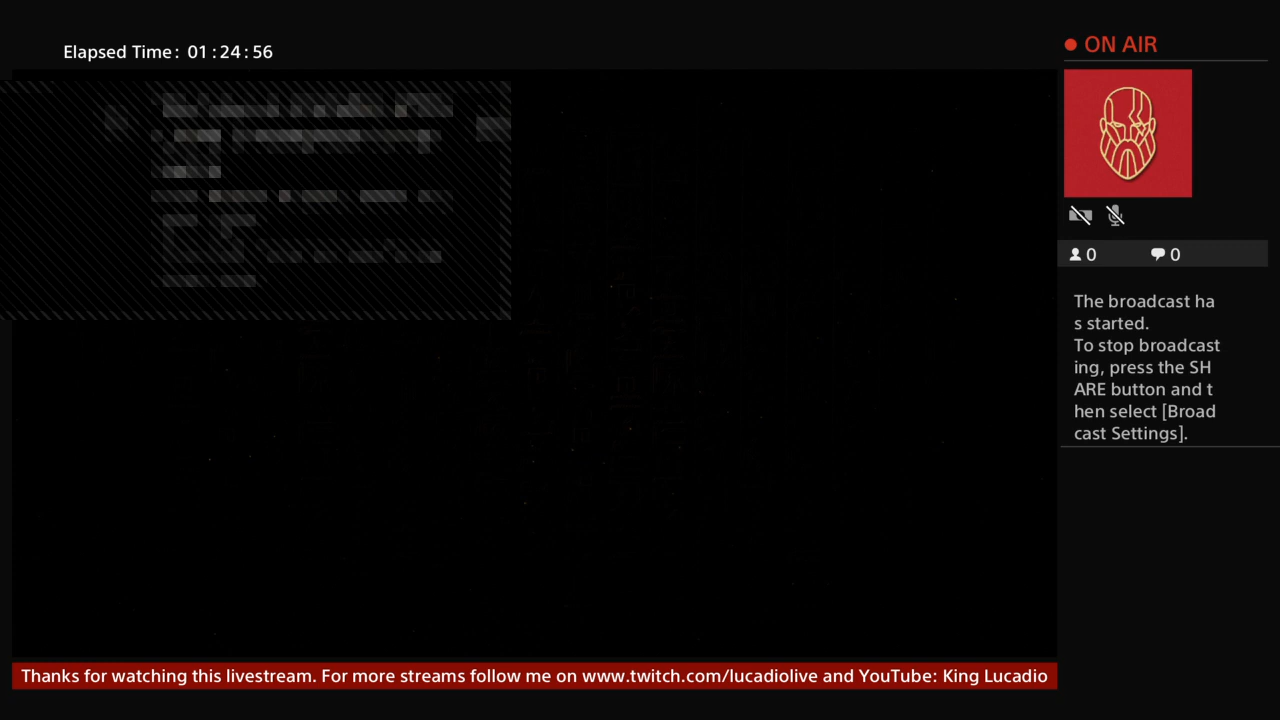 Elapsed Time: 01:24:56
ON AIR
0 0
The broadcast ha
s started.
To stop broadcast
ing, press the SH
ARE button and t
hen select [Broad
cast Settings].
Thanks for watching this livestream. For more streams follow me on www.twitch.com/lucadiolive and YouTube: King Lucadio